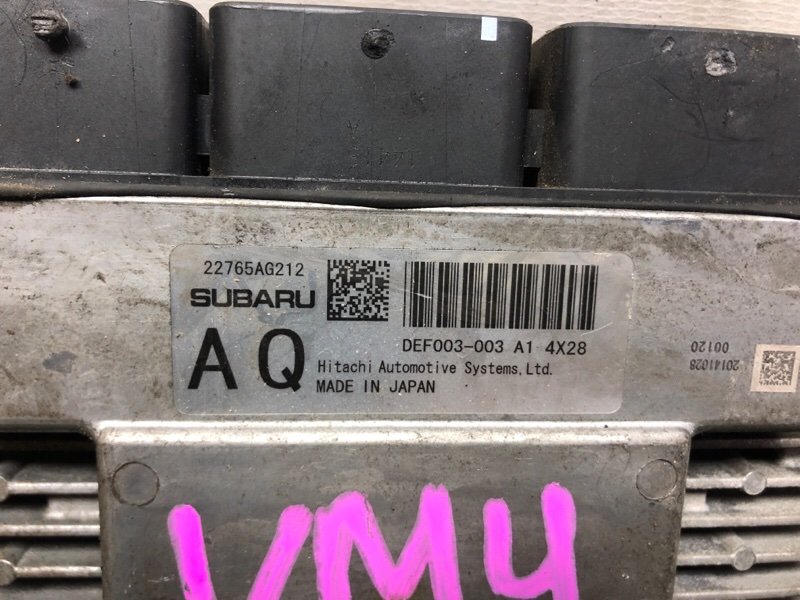 22765AG212
SUBARU
AQ
DEF003-003 A1 4X28
Hitachi Automotive Systems, Ltd.
MADE IN JAPAN
20141028
00120
VM4